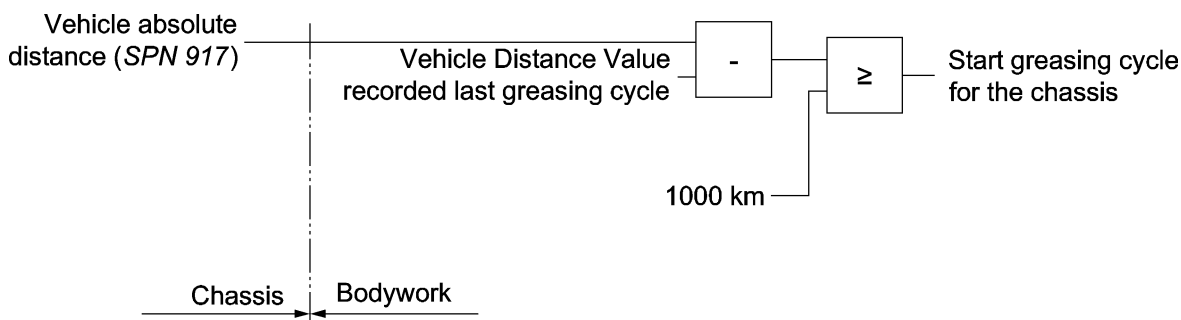 Vehicle absolute
distance (SPN 917)
Vehicle Distance Value
recorded last greasing cycle
-
≥
Start greasing cycle
for the chassis
1000 km
Chassis
Bodywork